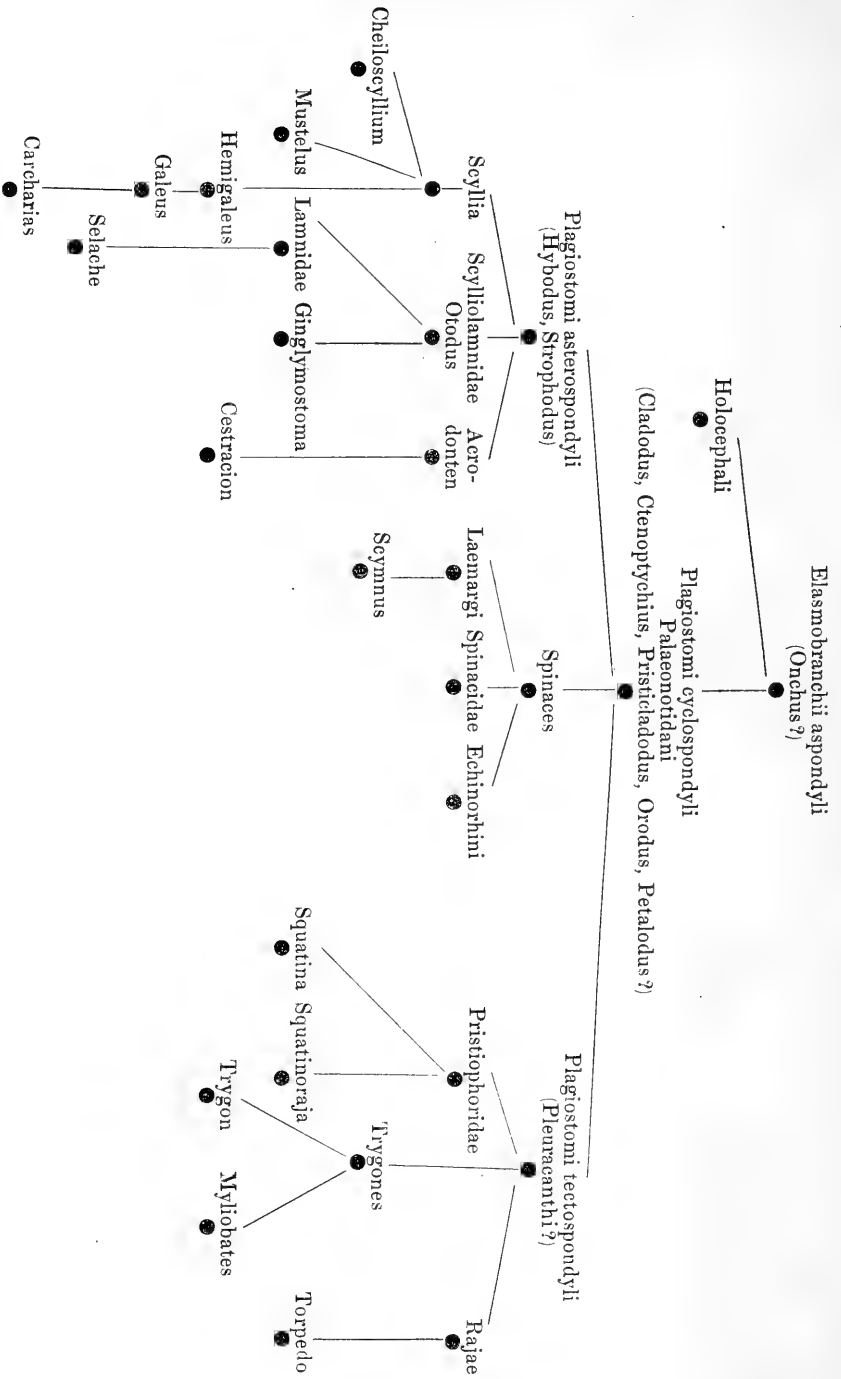 Elasmobranchii aspondyli
(Onchus?)
Holocephali
Plagiostomi cyclospondyli
Palaeonotidani
(Cladodus, Ctenoptychius, Pristicladodus, Orodus, Petalodus?)
Plagiostomi asterospondyli
(Hybodus, Strophodus)
Plagiostomi tectospondyli
(Pleuracanthi?)
Scyllia
Scylliolamnidae
Otodus
Acro-
donten
Spinaces
Laemargi Spinacidae Echinorhini
Pristiophoridae
Rajae
Cheiloscyllium
Scymnus
Trygones
Mustelus
Lamnidae Ginglymostoma
Squatina Squatinoraja
Torpedo
Hemigaleus
Cestracion
Trygon
Myliobates
Galeus
Selache
Carcharias